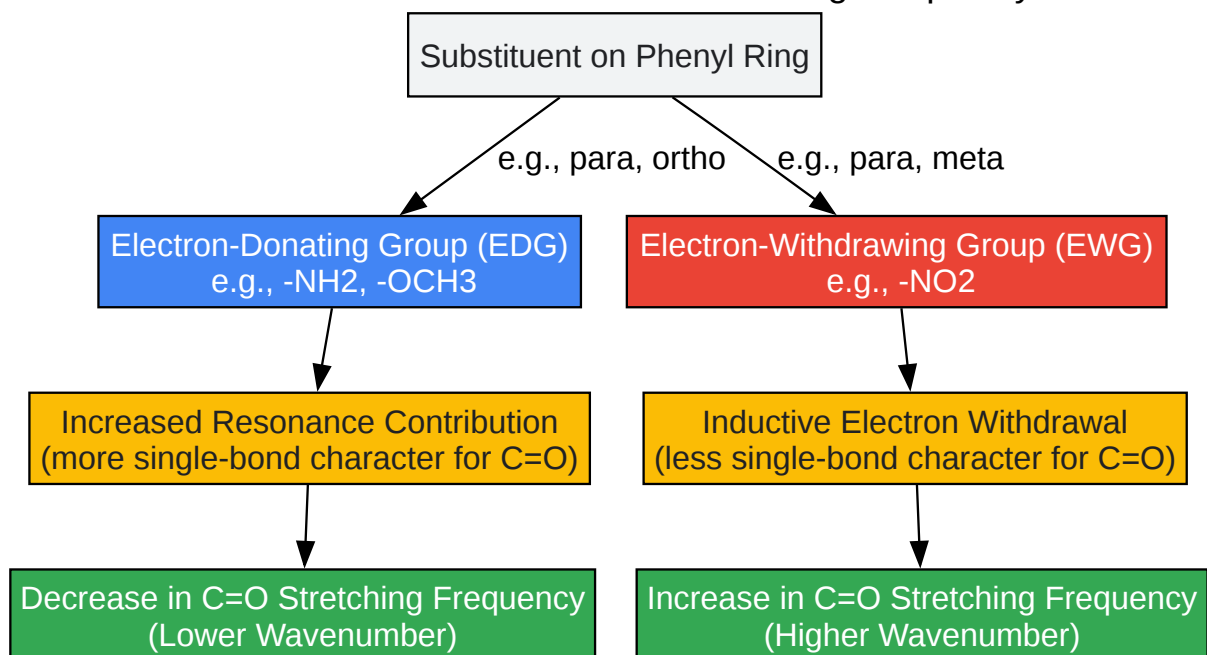 Substituent on Phenyl Ring
e.g., para, ortho
e.g., para, meta
Electron-Donating Group (EDG)
e.g., -NH2, -OCH3
Electron-Withdrawing Group (EWG)
e.g., -NO2
Increased Resonance Contribution
(more single-bond character for C=O)
Inductive Electron Withdrawal
(less single-bond character for C=O)
Decrease in C=O Stretching Frequency
(Lower Wavenumber)
Increase in C=O Stretching Frequency
(Higher Wavenumber)